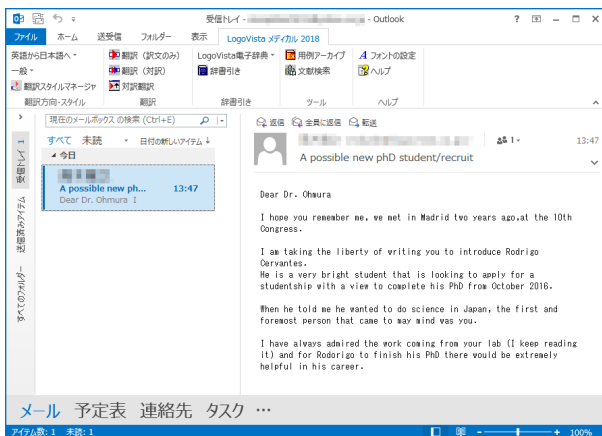 受信トレイ - - Outlook
ファイル ホーム 送受信 フォルダー 表示 LogoVista メディカル 2018
英語から日本語へ 翻訳 (訳文のみ) LogoVista電子辞典 用例アーカイブ フォントの設定
一般 翻訳 (対訳) 辞書引き 文献検索 ヘルプ
翻訳スタイルマネージャ 対訳翻訳
翻訳方向-スタイル 翻訳 辞書引き ツール ヘルプ
現在のメールボックス の検索 (Ctrl+E)
すべて 未読 日付の新しいアイテム ↓
今日
A possible new ph... 13:47
Dear Dr. Ohmura I
受信トレイ 1
送信済みアイテム
すべてのフォルダー
返信 全員に返信 転送
1 13:47
A possible new phD student/recruit
Dear Dr. Ohmura
I hope you remember me, we met in Madrid two years ago,at the 10th
Congress.
I am taking the liberty of writing you to introduce Rodrigo
Cervantes.
He is a very bright student that is looking to apply for a
studentship with a view to complete his PhD from October 2016.
When he told me he wanted to do science in Japan, the first and
foremost person that came to may mind was you.
I have always admired the work coming from your lab (I keep reading
it) and for Rodorigo to finish his PhD there would be extremely
helpful in his career.
メール 予定表 連絡先 タスク ...
アイテム数: 1 未読: 1 100%